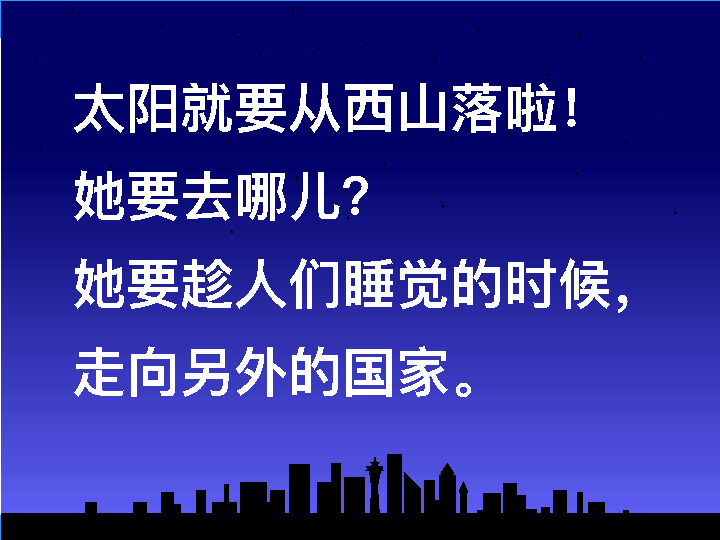 太阳就要从西山落啦！
她要去哪儿？
她要趁人们睡觉的时候，
走向另外的国家。